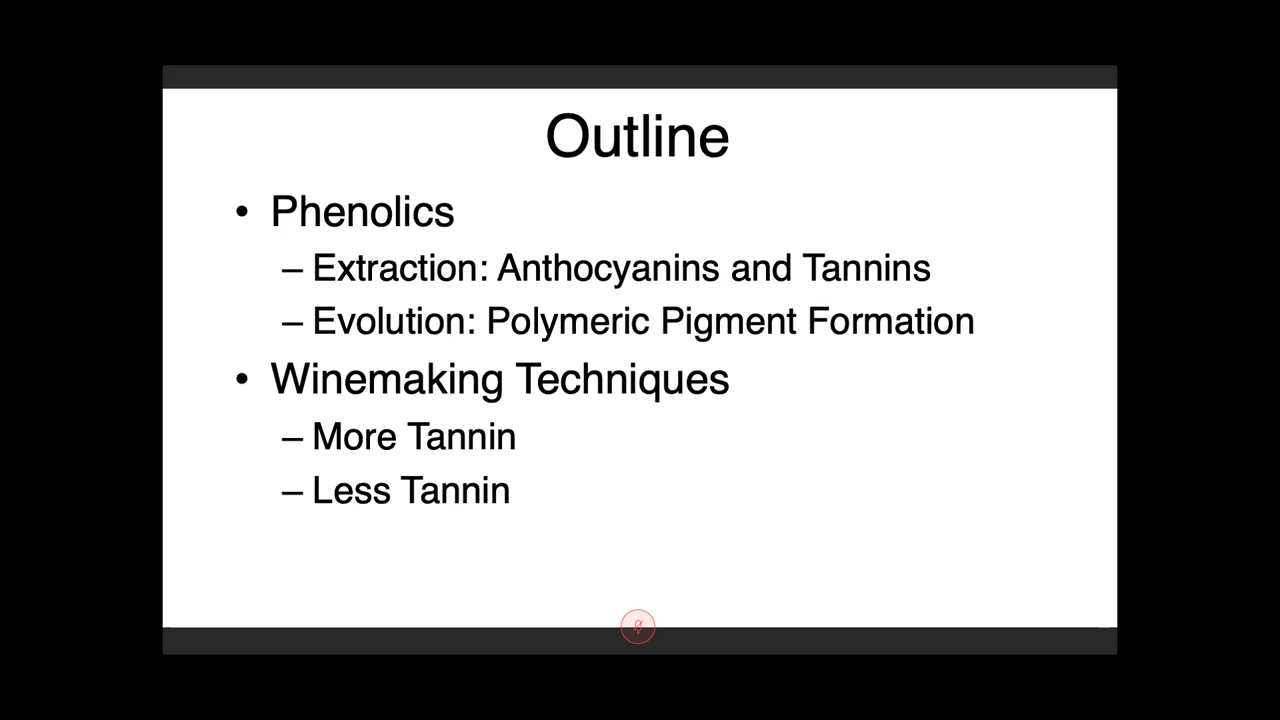 Outline
• Phenolics
– Extraction: Anthocyanins and Tannins
– Evolution: Polymeric Pigment Formation
• Winemaking Techniques
– More Tannin
– Less Tannin